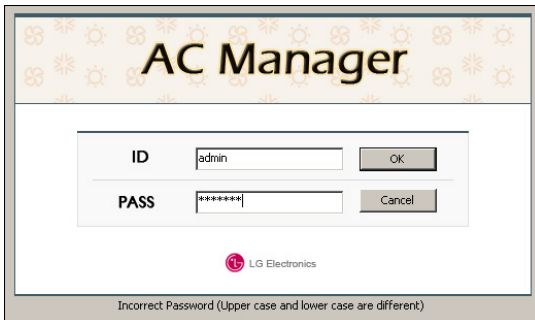 AC Manager
ID admin OK
PASS ******* Cancel
LG Electronics
Incorrect Password (Upper case and lower case are different)